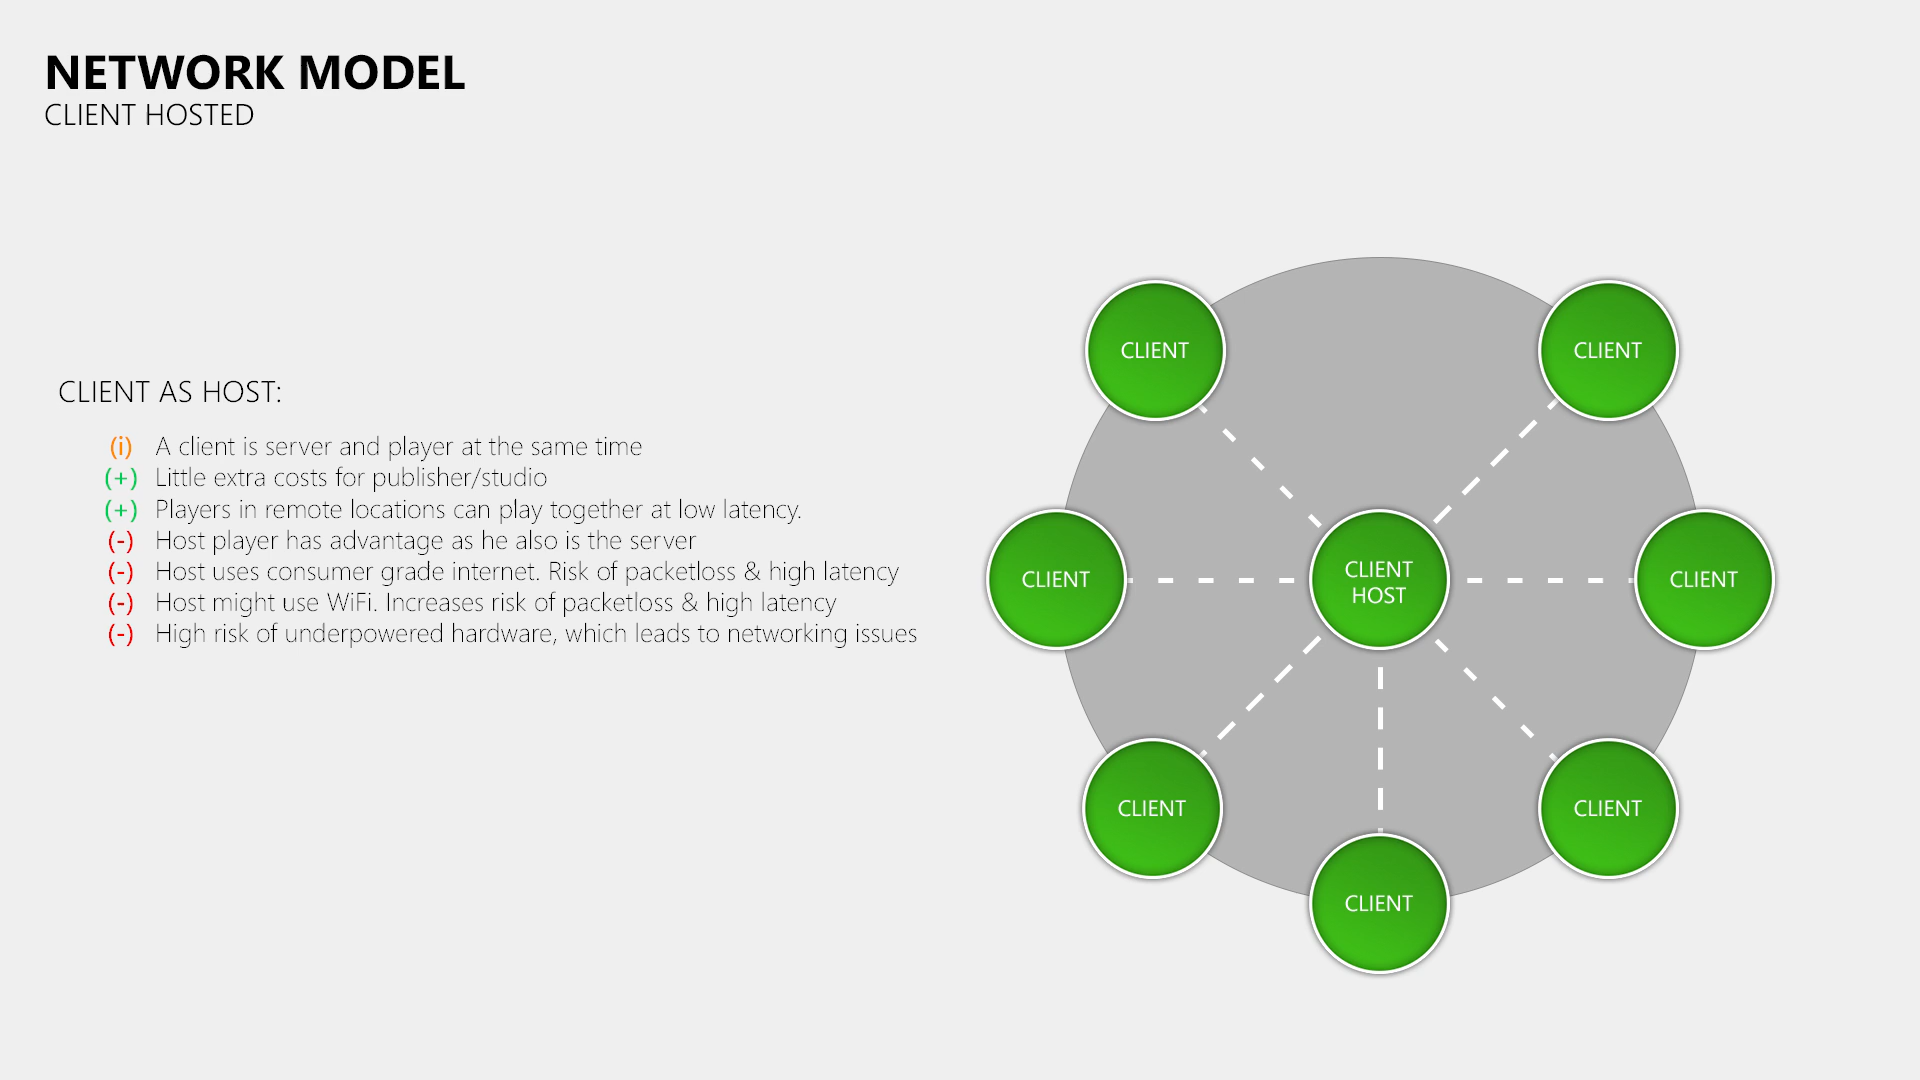 NETWORK MODEL
CLIENT HOSTED
CLIENT AS HOST:
(i) A client is server and player at the same time
(+) Little extra costs for publisher/studio
(+) Players in remote locations can play together at low latency.
(-) Host player has advantage as he also is the server
(-) Host uses consumer grade internet. Risk of packetloss & high latency
(-) Host might use WiFi. Increases risk of packetloss & high latency
(-) High risk of underpowered hardware, which leads to networking issues
CLIENT
CLIENT
CLIENT
CLIENT
HOST
CLIENT
CLIENT
CLIENT
CLIENT